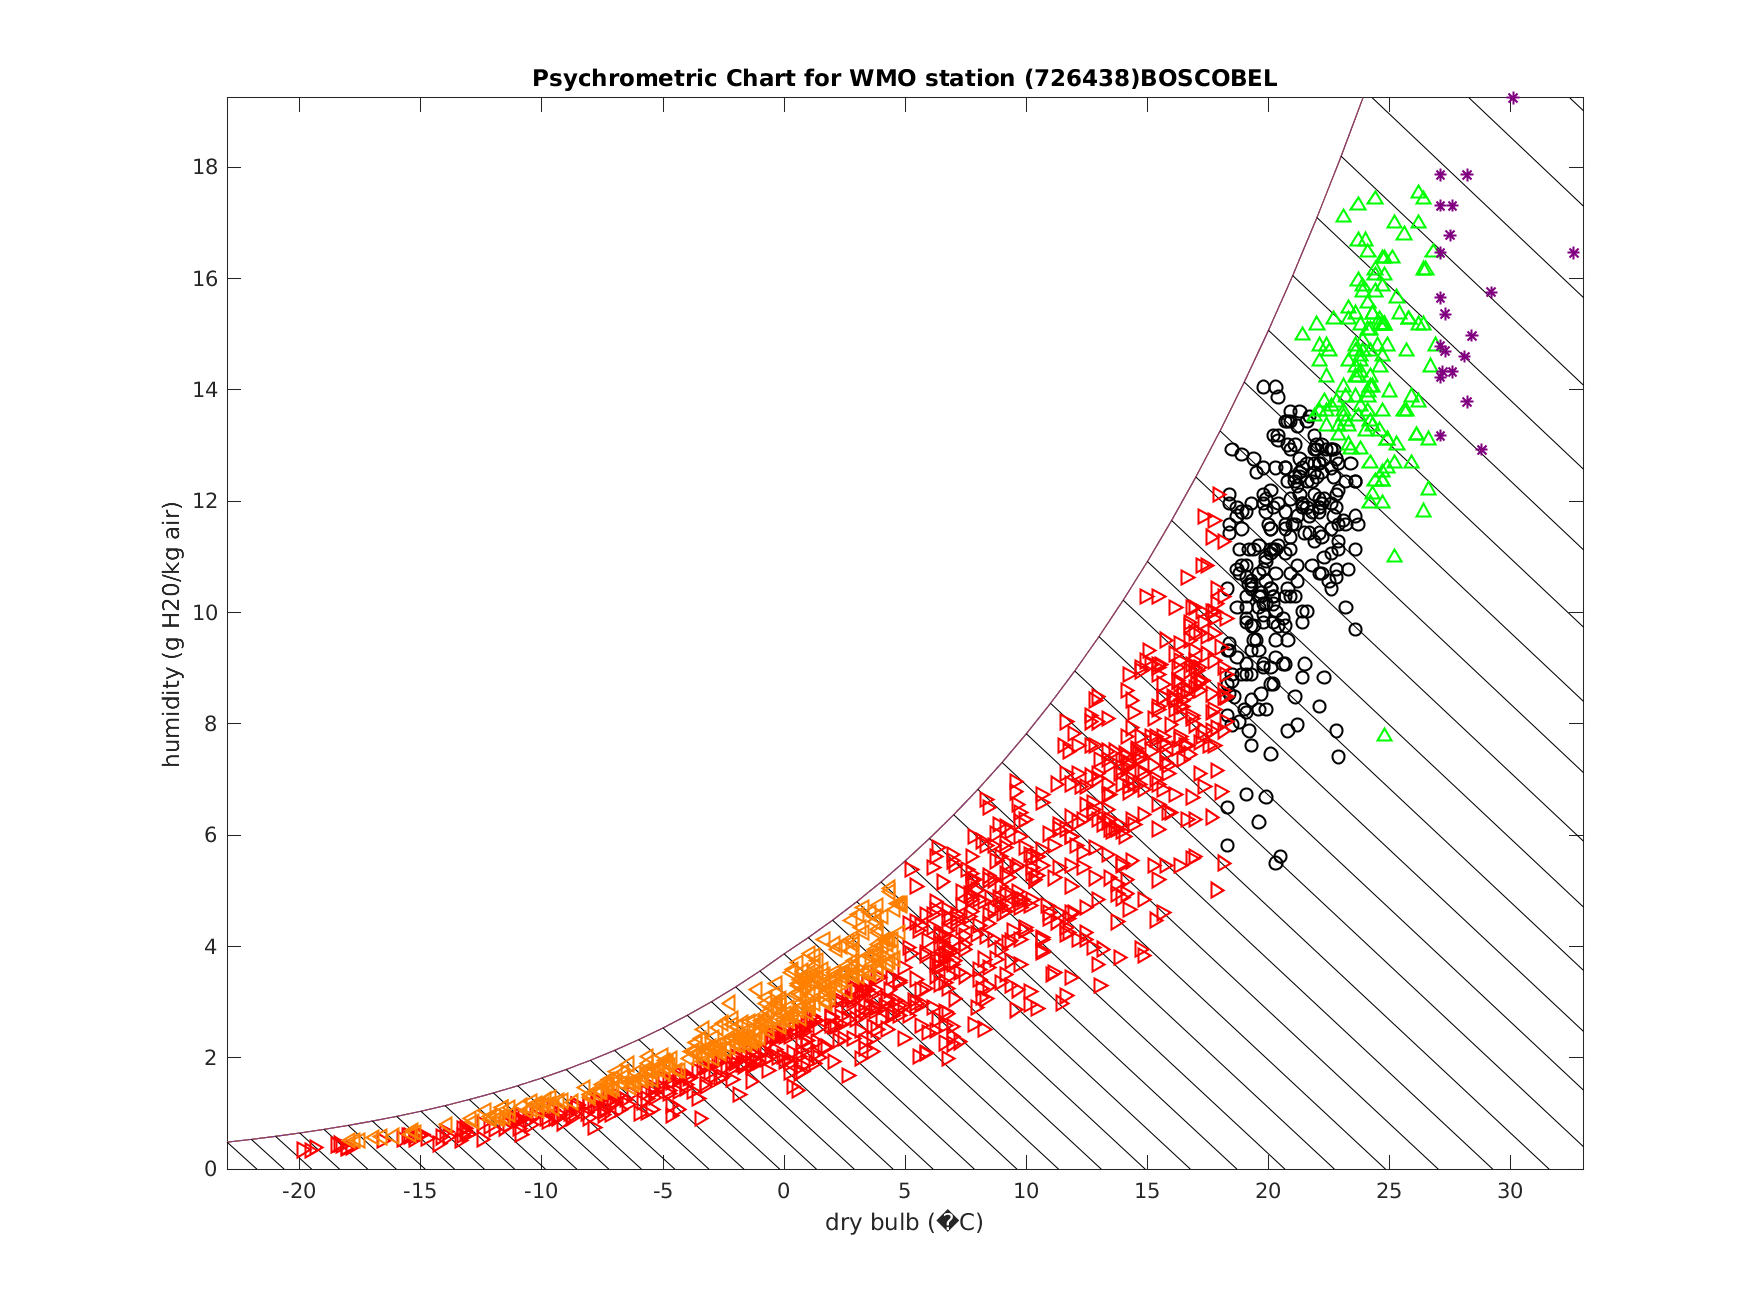 Psychrometric Chart for WMO station (726438)BOSCOBEL
humidity (g H20/kg air)
18
16
14
12
10
8
6
4
2
0
-20 -15 -10 -5 0 5 10 15 20 25 30
dry bulb (�C)